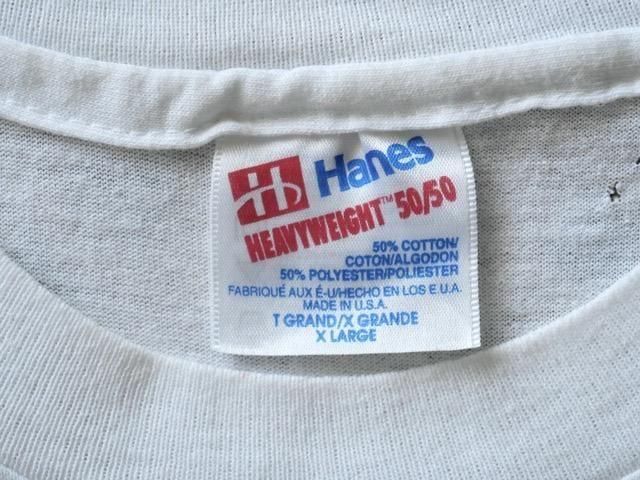 H Hanes
HEAVYWEIGHT™ 50/50
50% COTTON/
COTON/ALGODON
50% POLYESTER/POLIESTER
FABRIQUÉ AUX É-U/HECHO EN LOS E.U.A.
MADE IN U.S.A.
T GRAND/X GRANDE
X LARGE